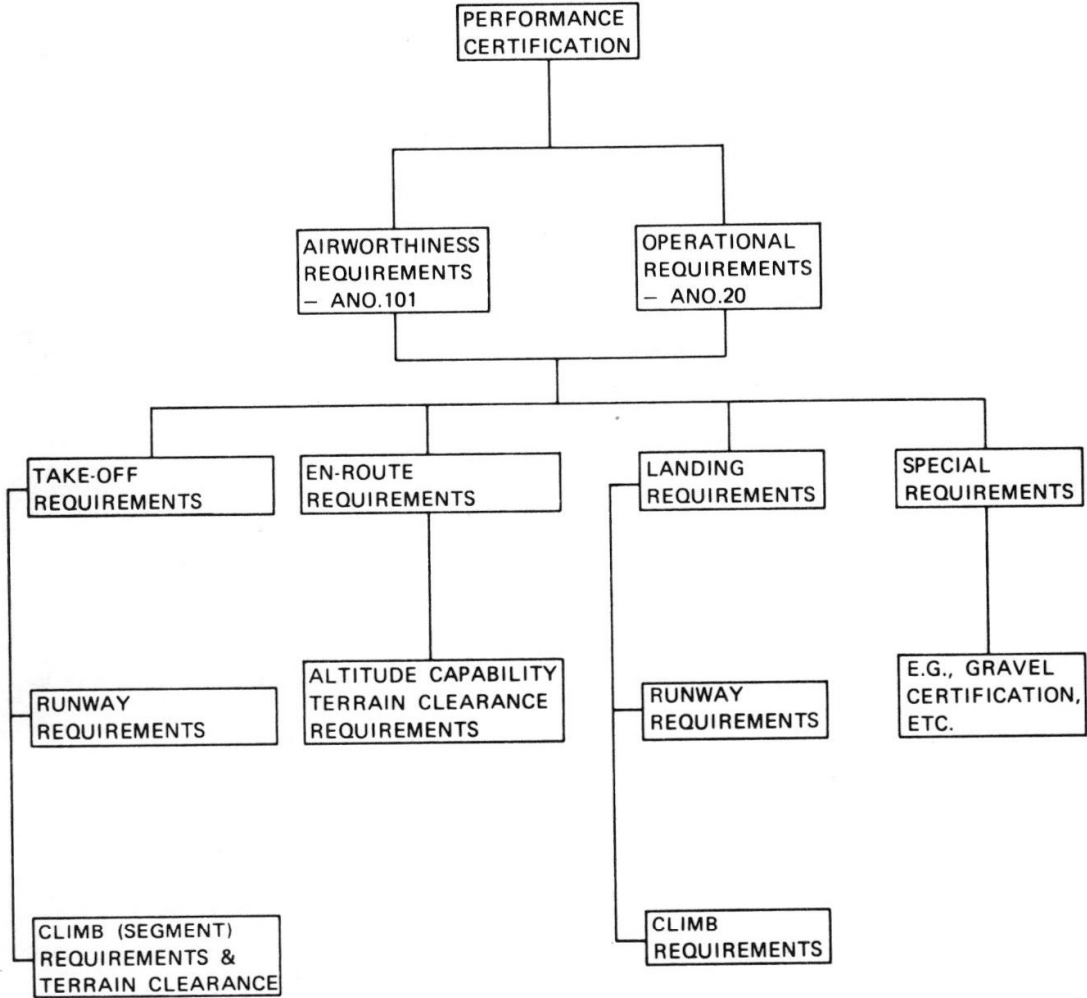 PERFORMANCE
CERTIFICATION
AIRWORTHINESS
REQUIREMENTS
– ANO.101
OPERATIONAL
REQUIREMENTS
– ANO.20
TAKE-OFF
REQUIREMENTS
EN-ROUTE
REQUIREMENTS
LANDING
REQUIREMENTS
SPECIAL
REQUIREMENTS
RUNWAY
REQUIREMENTS
ALTITUDE CAPABILITY
TERRAIN CLEARANCE
REQUIREMENTS
RUNWAY
REQUIREMENTS
E.G., GRAVEL
CERTIFICATION,
ETC.
CLIMB (SEGMENT)
REQUIREMENTS &
TERRAIN CLEARANCE
CLIMB
REQUIREMENTS